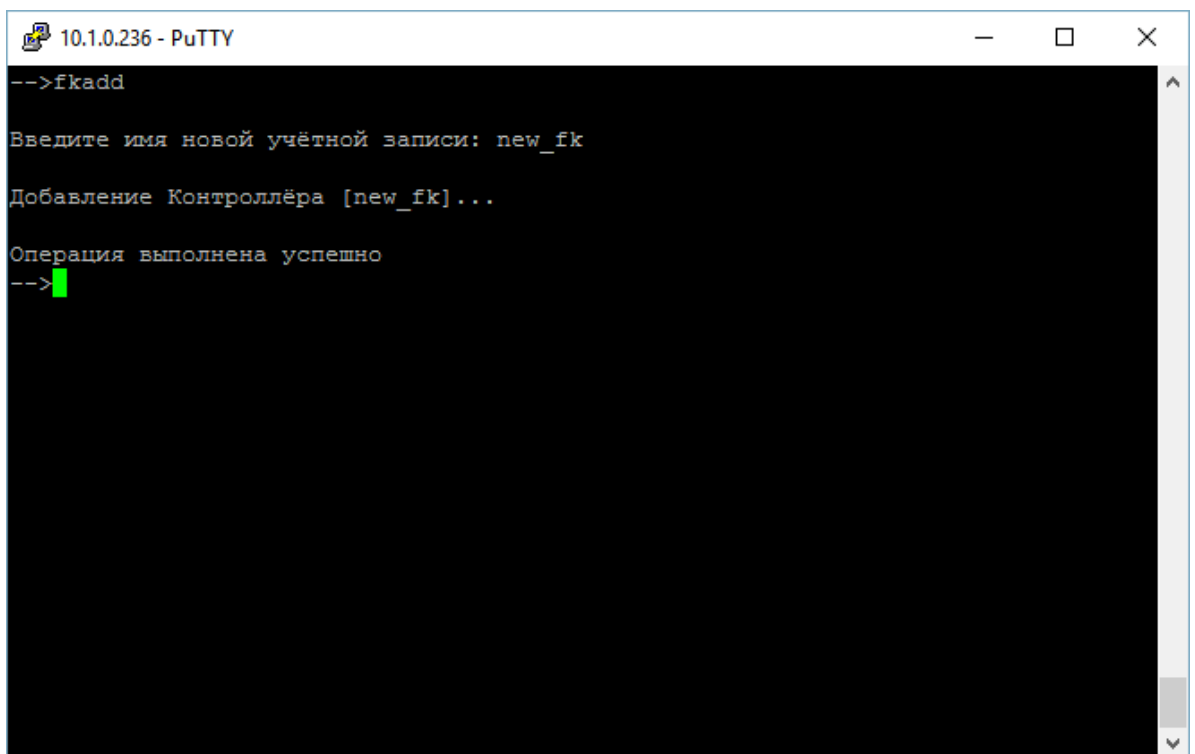 10.1.0.236 - PuTTY
-->fkadd
Введите имя новой учётной записи: new_fk
Добавление Контроллёра [new_fk]...
Операция выполнена успешно
-->